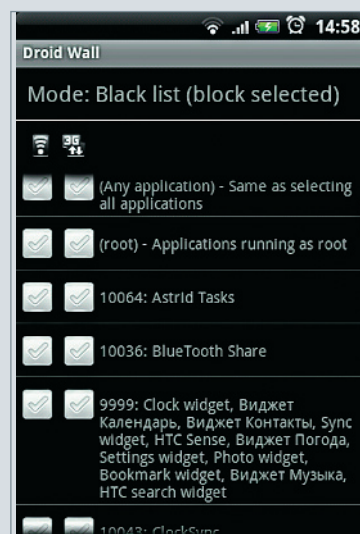 14:58
Droid Wall
Mode: Black list (block selected)
3G
(Any application) - Same as selecting
all applications
(root) - Applications running as root
10064: Astrid Tasks
10036: BlueTooth Share
9999: Clock widget, Виджет
Календарь, Виджет Контакты, Sync
widget, HTC Sense, Виджет Погода,
Settings widget, Photo widget,
Bookmark widget, Виджет Музыка,
HTC search widget
10043: ClockSync